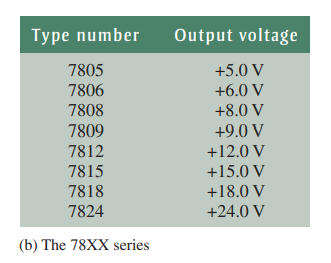 Type number Output voltage
7805 +5.0 V
7806 +6.0 V
7808 +8.0 V
7809 +9.0 V
7812 +12.0 V
7815 +15.0 V
7818 +18.0 V
7824 +24.0 V
(b) The 78XX series